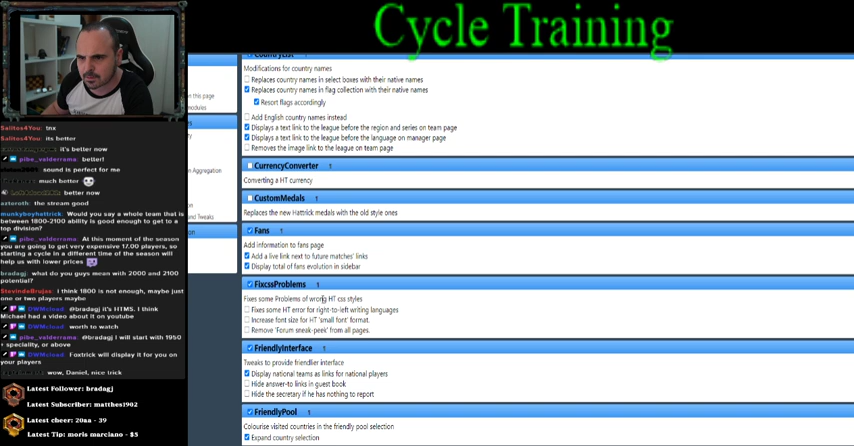 Cycle Training
CountryList
Modifications for country names
Replaces country names in select boxes with their native names
Replaces country names in flag collection with their native names
Resort flags accordingly
Add English country names instead
Displays a text link to the league before the region and series on team page
Displays a text link to the league before the language on manager page
Removes the image link to the league on team page
CurrencyConverter 1
Converting a HT currency
CustomMedals 1
Replaces the new Hattrick medals with the old style ones
Fans 1
Add information to fans page
Add a live link next to future matches' links
Display total of fans evolution in sidebar
FixcssProblems 1
Fixes some Problems of wrong HT css styles
Fixes some HT error for right-to-left writing languages
Increase font size for HT 'small font' format.
Remove 'Forum sneak-peek' from all pages.
FriendlyInterface 1
Tweaks to provide friendlier interface
Display national teams as links for national players
Hide answer-to links in guest book
Hide the secretary if he has nothing to report
FriendlyPool 1
Colourise visited countries in the friendly pool selection
Expand country selection
on this page
modules
n Aggregation
and Tweaks
Salitos4You: tnx
Salitos4You: its better
it's better now
pibe_valderrama: better!
sound is perfect for me
much better
better now
asteroth: the stream good
munkeyboyhattrick: Would you say a whole team that is
between 1800-2100 ability is good enough to get to a
top division?
pibe_valderrama: At this moment of the season
you are going to get very expensive 17.00 players, so
starting a cycle in a different time of the season will
help us with lower prices
bradagj: what do you guys mean with 2000 and 2100
potential?
StevindeBrujas: I think 1800 is not enough, maybe just
one or two players maybe
DWMcloud: @bradagj it's HTMS. I think
Michael had a video about it on youtube
DWMcloud: worth to watch
pibe_valderrama: @bradagj I will start with 1950
+ speciality, or above
DWMcloud: Foxtrick will display it for you on
your players
wow, Daniel, nice trick
Latest Follower: bradagj
Latest Subscriber: matthes1902
Latest cheer: 20aa - 39
Latest Tip: moris marciano - $5